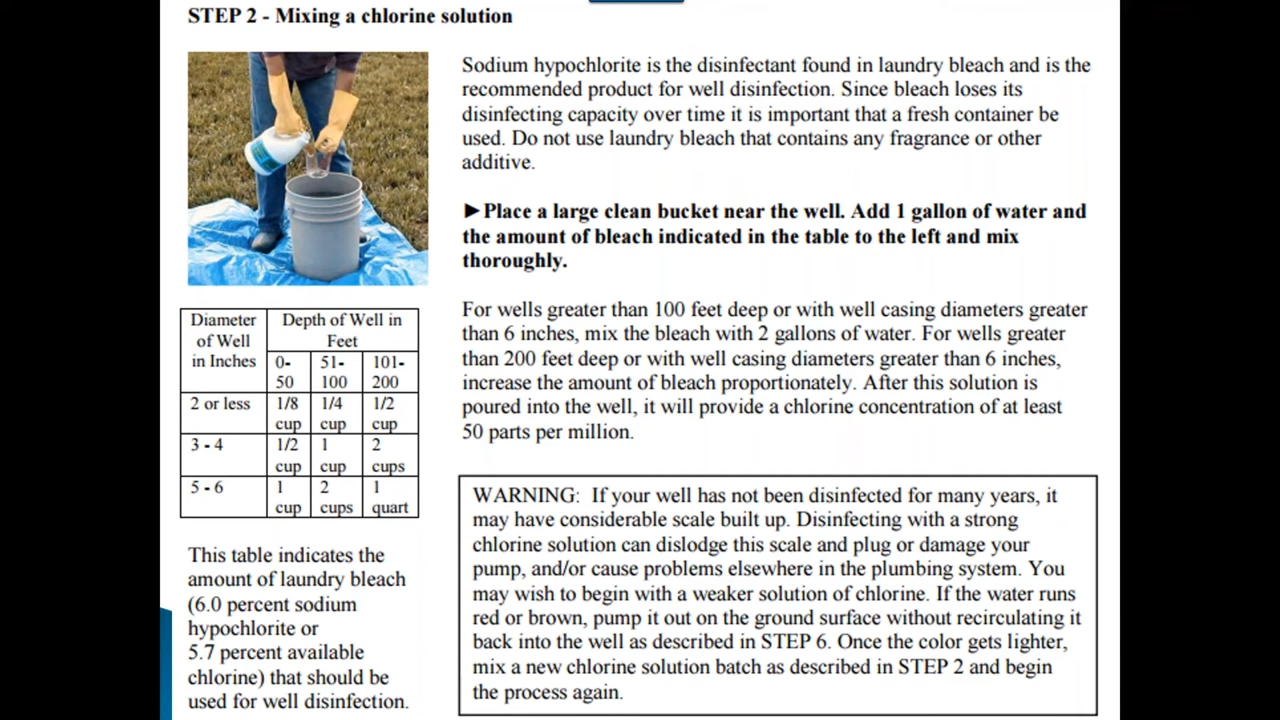 STEP 2 - Mixing a chlorine solution
Sodium hypochlorite is the disinfectant found in laundry bleach and is the
recommended product for well disinfection. Since bleach loses its
disinfecting capacity over time it is important that a fresh container be
used. Do not use laundry bleach that contains any fragrance or other
additive.
►Place a large clean bucket near the well. Add 1 gallon of water and
the amount of bleach indicated in the table to the left and mix
thoroughly.
For wells greater than 100 feet deep or with well casing diameters greater
than 6 inches, mix the bleach with 2 gallons of water. For wells greater
than 200 feet deep or with well casing diameters greater than 6 inches,
increase the amount of bleach proportionately. After this solution is
poured into the well, it will provide a chlorine concentration of at least
50 parts per million.
Diameter of Well in Inches | Depth of Well in Feet
0-50 | 51-100 | 101-200
2 or less | 1/8 cup | 1/4 cup | 1/2 cup
3 - 4 | 1/2 cup | 1 cup | 2 cups
5 - 6 | 1 cup | 2 cups | 1 quart
This table indicates the
amount of laundry bleach
(6.0 percent sodium
hypochlorite or
5.7 percent available
chlorine) that should be
used for well disinfection.
WARNING: If your well has not been disinfected for many years, it
may have considerable scale built up. Disinfecting with a strong
chlorine solution can dislodge this scale and plug or damage your
pump, and/or cause problems elsewhere in the plumbing system. You
may wish to begin with a weaker solution of chlorine. If the water runs
red or brown, pump it out on the ground surface without recirculating it
back into the well as described in STEP 6. Once the color gets lighter,
mix a new chlorine solution batch as described in STEP 2 and begin
the process again.